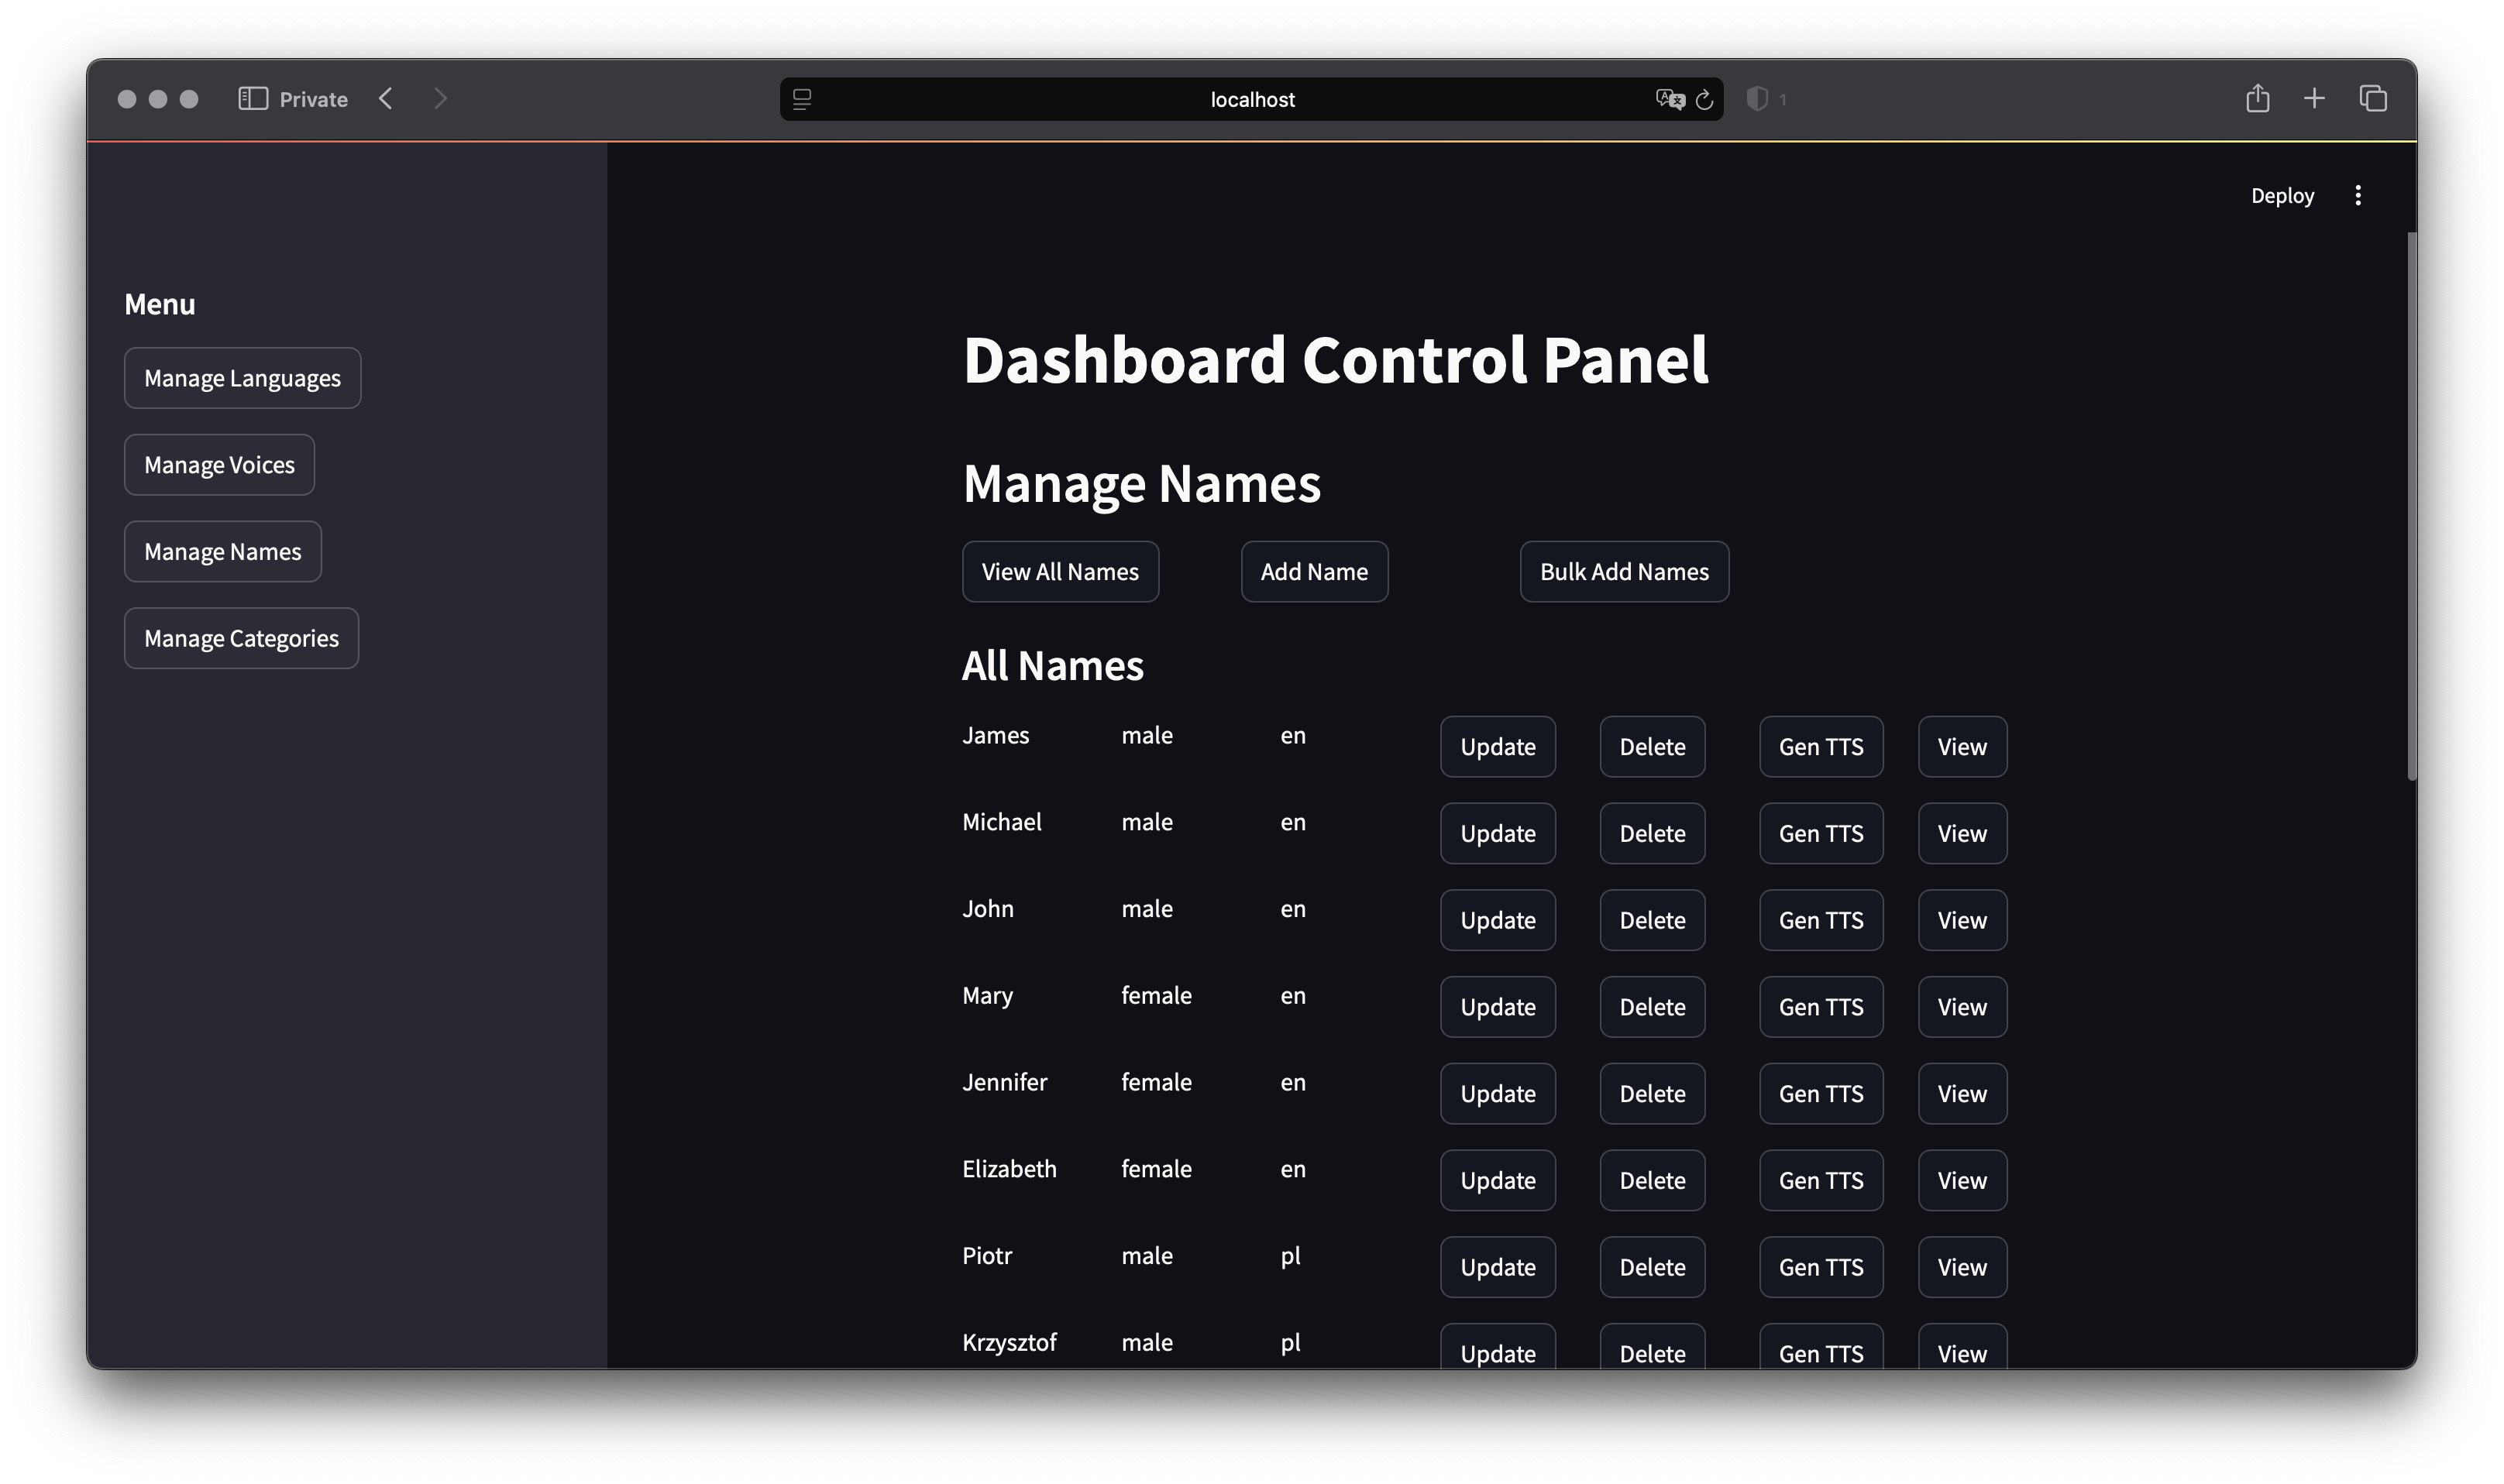 Private
localhost
1
Deploy
Menu
Manage Languages
Manage Voices
Manage Names
Manage Categories
Dashboard Control Panel
Manage Names
View All Names Add Name Bulk Add Names
All Names
James male en Update Delete Gen TTS View
Michael male en Update Delete Gen TTS View
John male en Update Delete Gen TTS View
Mary female en Update Delete Gen TTS View
Jennifer female en Update Delete Gen TTS View
Elizabeth female en Update Delete Gen TTS View
Piotr male pl Update Delete Gen TTS View
Krzysztof male pl Update Delete Gen TTS View